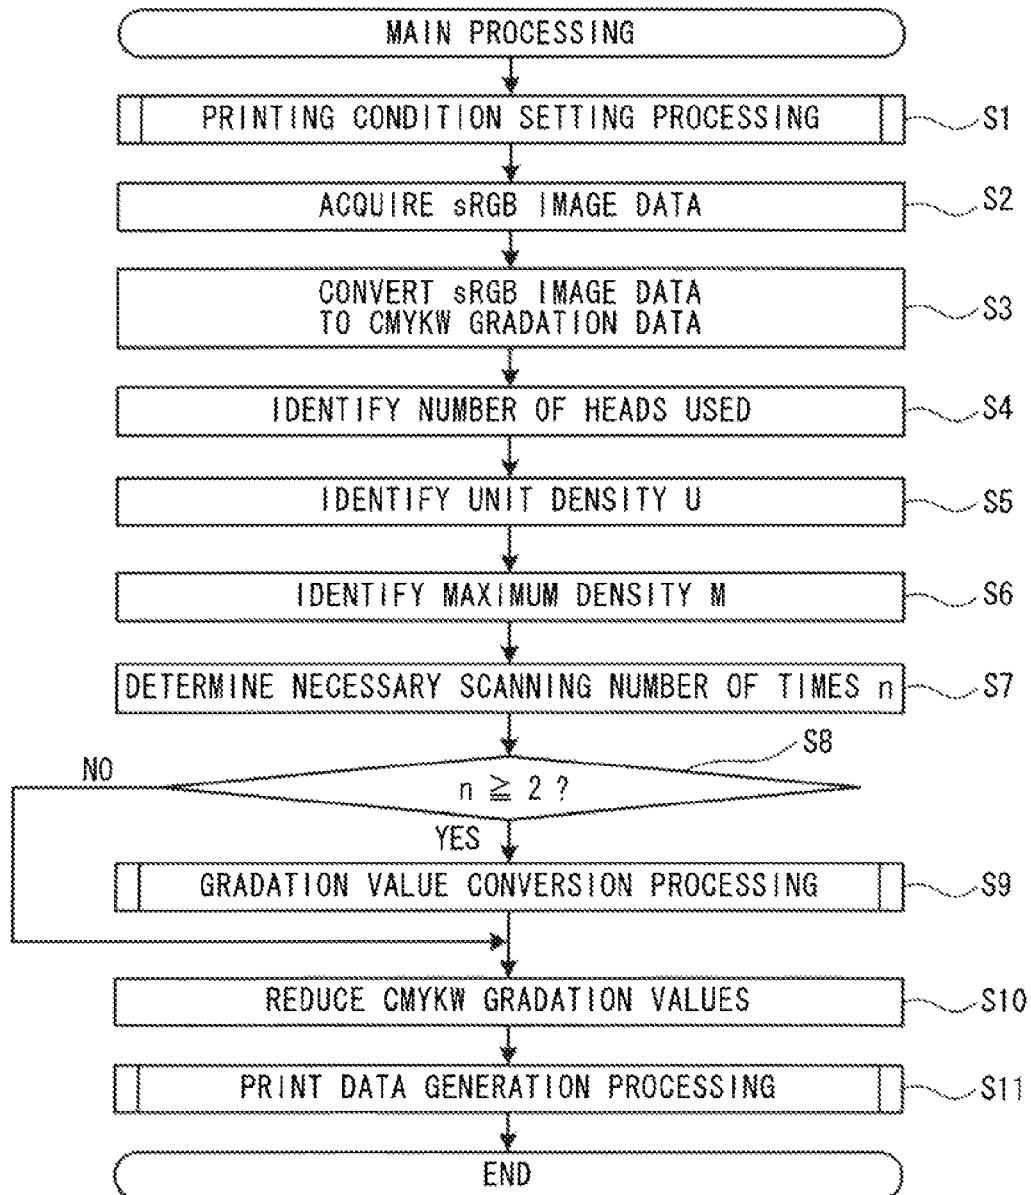 MAIN PROCESSING
PRINTING CONDITION SETTING PROCESSING
S1
ACQUIRE sRGB IMAGE DATA
S2
CONVERT sRGB IMAGE DATA
TO CMYKW GRADATION DATA
S3
IDENTIFY NUMBER OF HEADS USED
S4
IDENTIFY UNIT DENSITY U
S5
IDENTIFY MAXIMUM DENSITY M
S6
DETERMINE NECESSARY SCANNING NUMBER OF TIMES n
S7
S8
NO
n ≧ 2 ?
YES
GRADATION VALUE CONVERSION PROCESSING
S9
REDUCE CMYKW GRADATION VALUES
S10
PRINT DATA GENERATION PROCESSING
S11
END